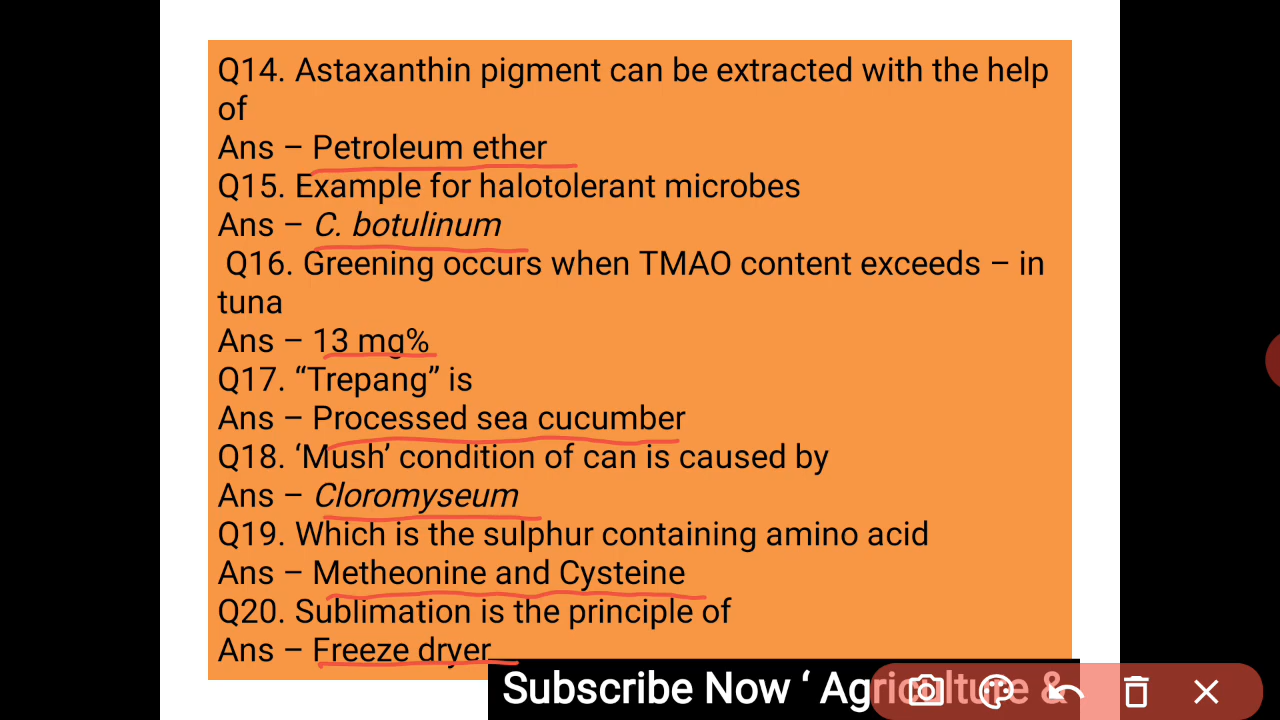 Q14. Astaxanthin pigment can be extracted with the help
of
Ans – Petroleum ether
Q15. Example for halotolerant microbes
Ans – C. botulinum
Q16. Greening occurs when TMAO content exceeds – in
tuna
Ans – 13 mg%
Q17. “Trepang” is
Ans – Processed sea cucumber
Q18. ‘Mush’ condition of can is caused by
Ans – Cloromyseum
Q19. Which is the sulphur containing amino acid
Ans – Metheonine and Cysteine
Q20. Sublimation is the principle of
Ans – Freeze dryer
Subscribe Now ‘ Agriculture &